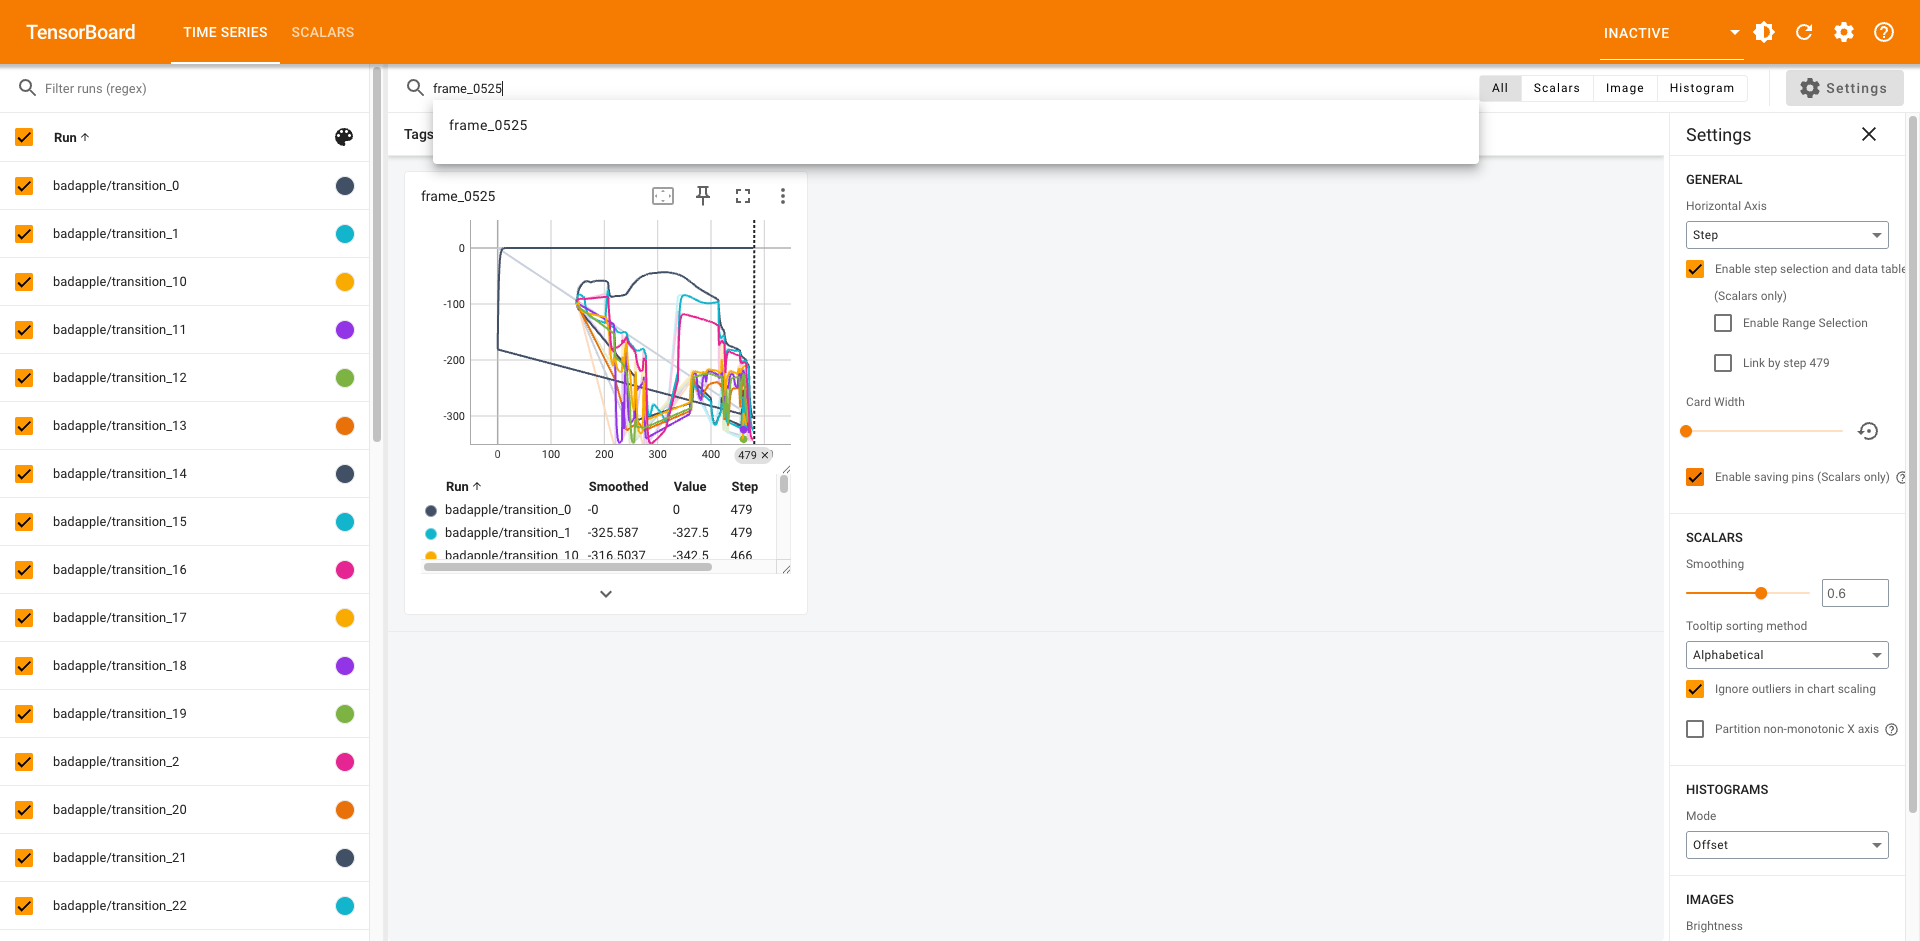 TensorBoard
TIME SERIES
SCALARS
INACTIVE
Filter runs (regex)
frame_0525
All
Scalars
Image
Histogram
Settings
frame_0525
Tags
Run
badapple/transition_0
badapple/transition_1
badapple/transition_10
badapple/transition_11
badapple/transition_12
badapple/transition_13
badapple/transition_14
badapple/transition_15
badapple/transition_16
badapple/transition_17
badapple/transition_18
badapple/transition_19
badapple/transition_2
badapple/transition_20
badapple/transition_21
badapple/transition_22
frame_0525
0
-100
-200
-300
0 100 200 300 400 479
Run Smoothed Value Step
badapple/transition_0 -0 0 479
badapple/transition_1 -325.587 -327.5 479
badapple/transition_10 -316.5037 -342.5 466
Settings
GENERAL
Horizontal Axis
Step
Enable step selection and data table
(Scalars only)
Enable Range Selection
Link by step 479
Card Width
Enable saving pins (Scalars only)
SCALARS
Smoothing
0.6
Tooltip sorting method
Alphabetical
Ignore outliers in chart scaling
Partition non-monotonic X axis
HISTOGRAMS
Mode
Offset
IMAGES
Brightness